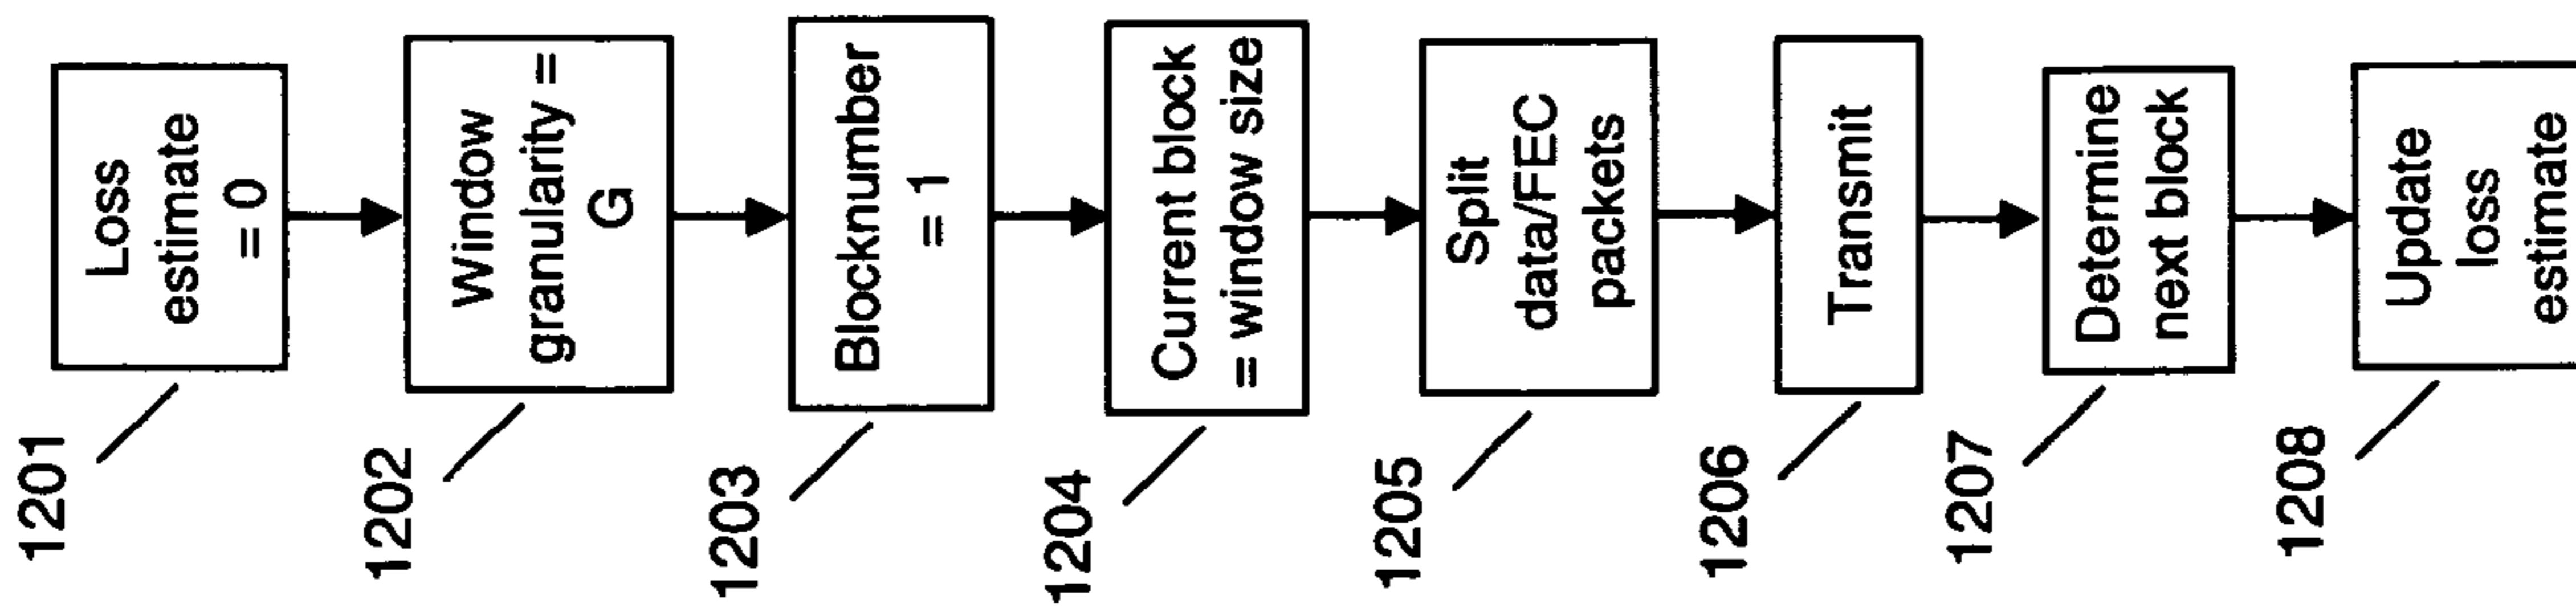 1201
Loss
estimate
= 0
1202
Window
granularity =
G
1203
Blocknumber
= 1
1204
Current block
= window size
1205
Split
data/FEC
packets
1206
Transmit
1207
Determine
next block
1208
Update
loss
estimate